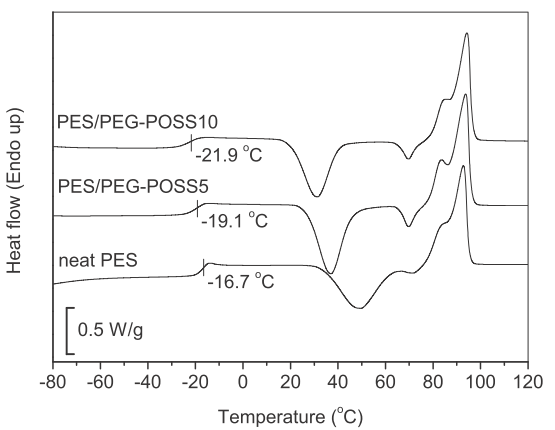 PES/PEG-POSS10
-21.9 °C
PES/PEG-POSS5
-19.1 °C
neat PES
-16.7 °C
0.5 W/g
Heat flow (Endo up)
-80 -60 -40 -20 0 20 40 60 80 100 120
Temperature (°C)